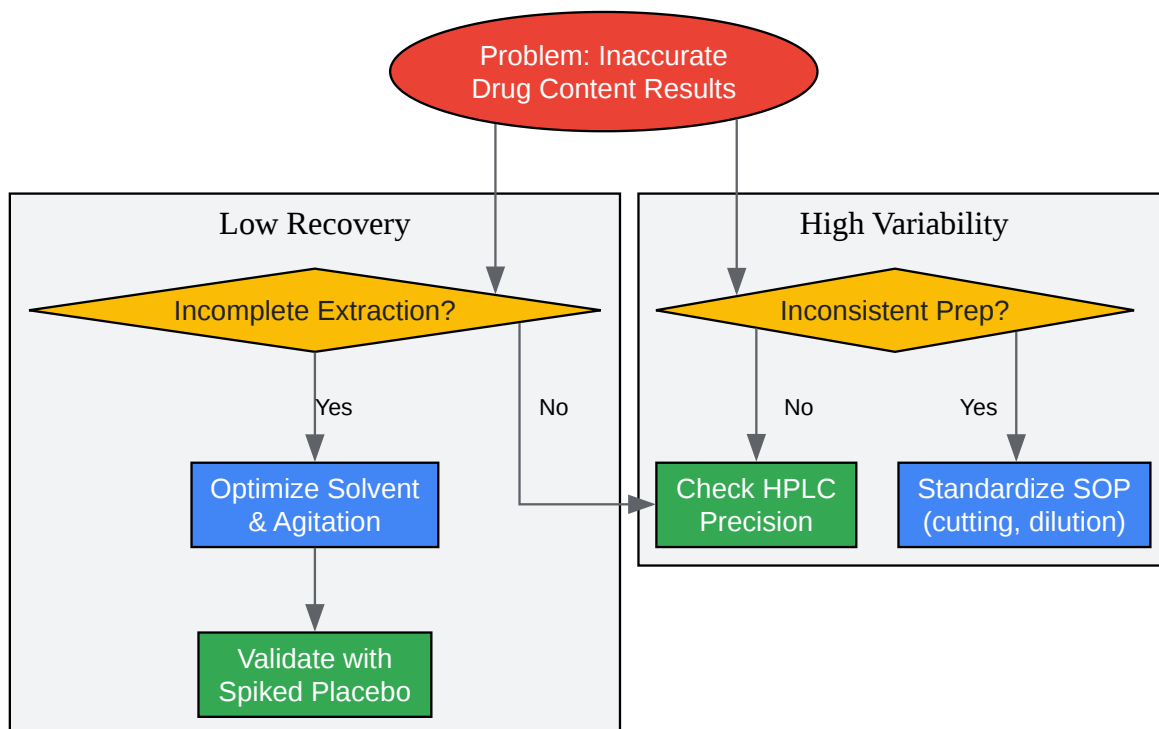 Problem: Inaccurate
Drug Content Results
Low Recovery
High Variability
Incomplete Extraction?
Inconsistent Prep?
Yes
No
No
Yes
Optimize Solvent
& Agitation
Check HPLC
Precision
Standardize SOP
(cutting, dilution)
Validate with
Spiked Placebo